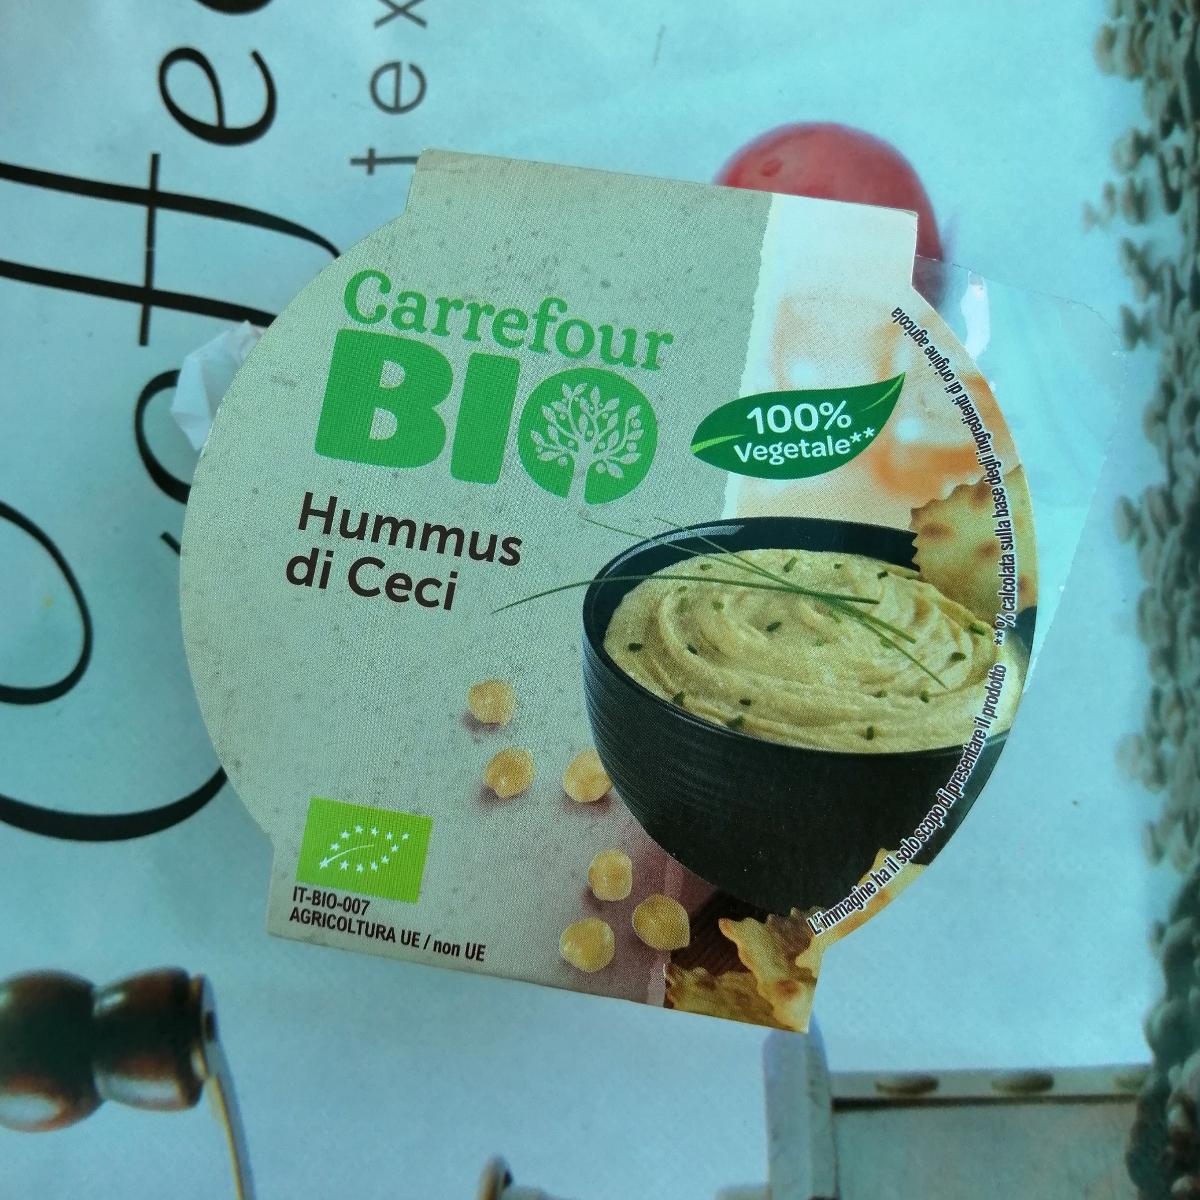 Carrefour
BIO
100%
Vegetale**
Hummus
di Ceci
IT-BIO-007
AGRICOLTURA UE / non UE
L'immagine ha il solo scopo di presentare il prodotto **% calcolata sulla base degli ingredienti di origine agricola